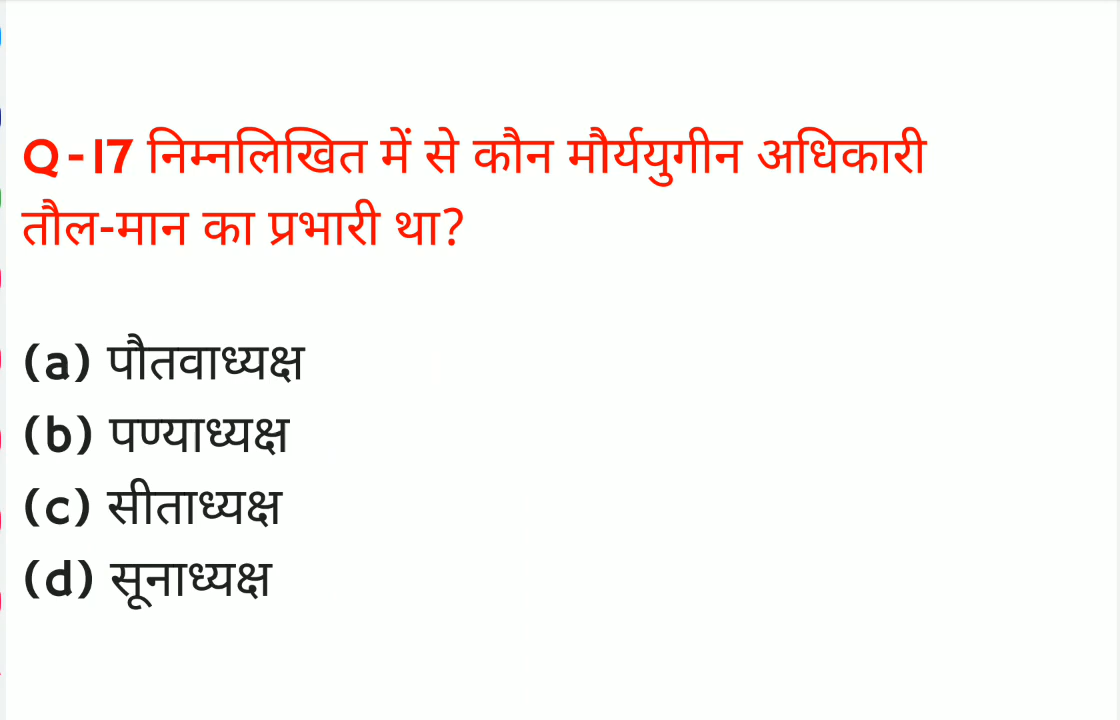 Q-17 निम्नलिखित में से कौन मौर्ययुगीन अधिकारी
तौल-मान का प्रभारी था?
(a) पौतवाध्यक्ष
(b) पण्याध्यक्ष
(c) सीताध्यक्ष
(d) सूनाध्यक्ष